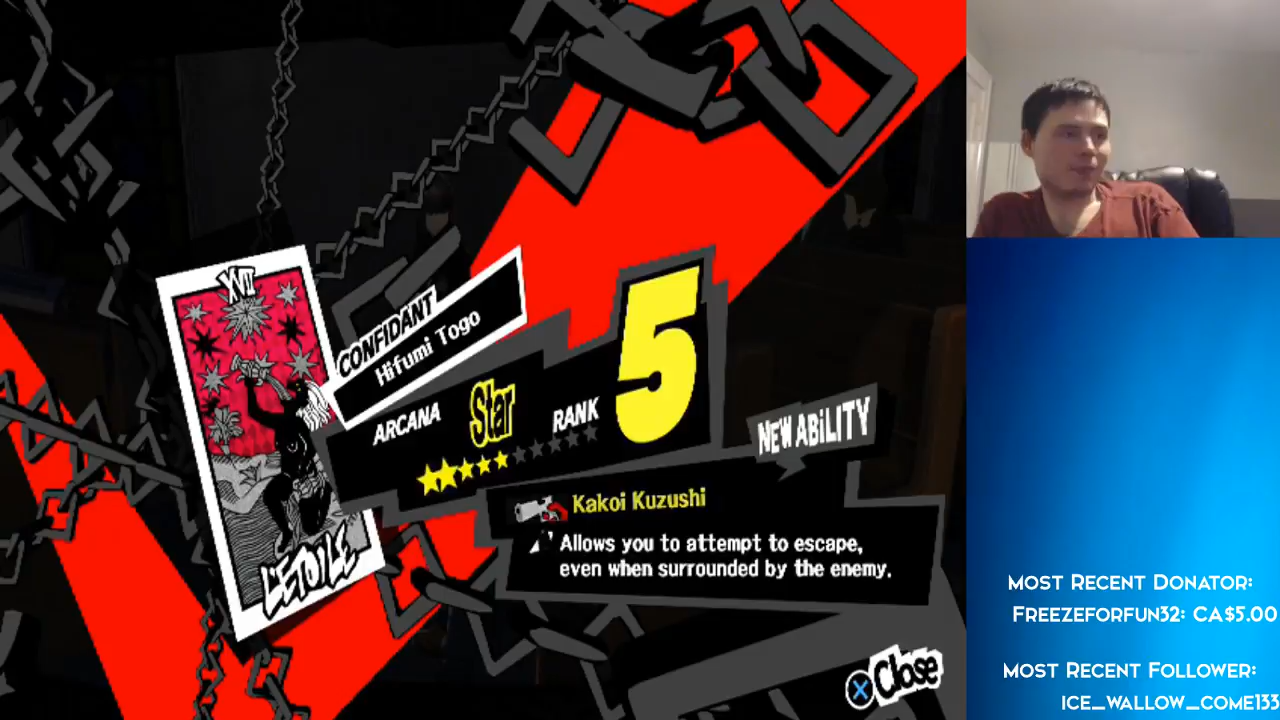 XVII
CONFIDANT
Hifumi Togo
ARCANA Star RANK 5
NEW ABILITY
Kakoi Kuzushi
Allows you to attempt to escape,
even when surrounded by the enemy.
L'ETOILE
Close
Most Recent Donator:
Freezeforfun32: CA$5.00
Most Recent Follower:
ice_wallow_come133